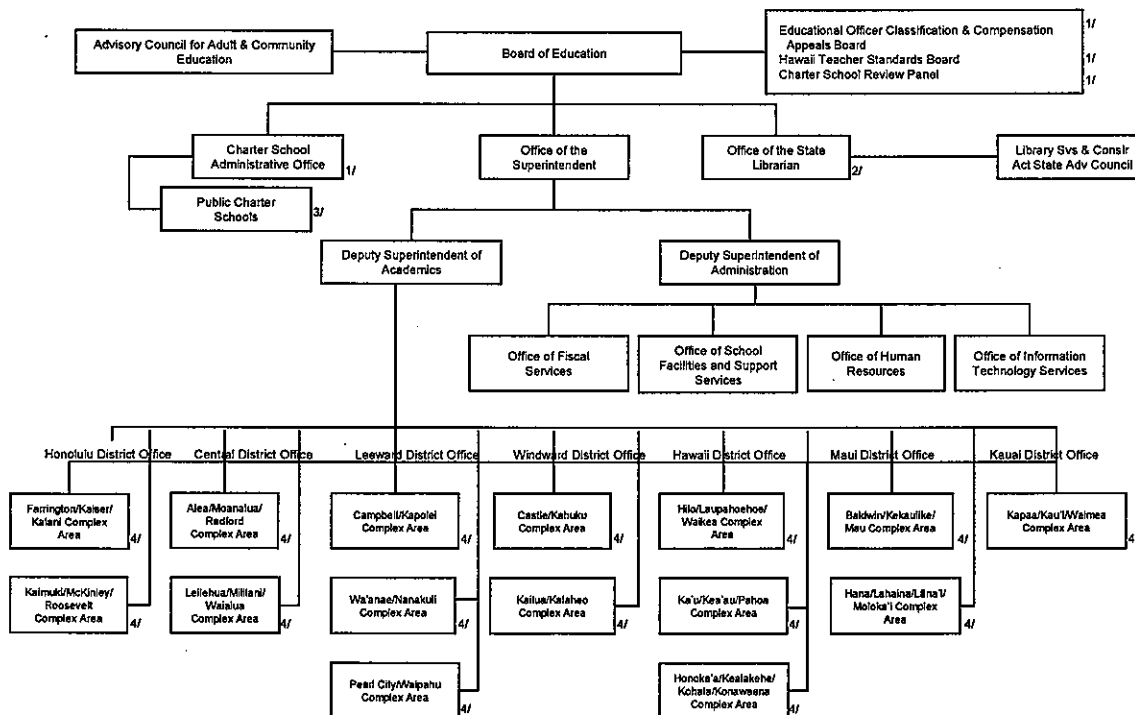 Advisory Council for Adult & Community
Education
Board of Education
Educational Officer Classification & Compensation
Appeals Board
Hawaii Teacher Standards Board
Charter School Review Panel
1/
1/
1/
Charter School
Administrative Office
1/
Office of the
Superintendent
Office of the State
Librarian
2/
Library Svs & Constr
Act State Adv Council
Public Charter
Schools
3/
Deputy Superintendent of
Academics
Deputy Superintendent of
Administration
Office of Fiscal
Services
Office of School
Facilities and Support
Services
Office of Human
Resources
Office of Information
Technology Services
Honolulu District Office
Central District Office
Leeward District Office
Windward District Office
Hawaii District Office
Maui District Office
Kauai District Office
Farrington/Kaiser/
Kalani Complex
Area
4/
Aiea/Moanalua/
Radford
Complex Area
4/
Campbell/Kapolei
Complex Area
4/
Castle/Kahuku
Complex Area
4/
Hilo/Laupahoehoe/
Waikea Complex
Area
4/
Baldwin/Kekaulike/
Maui Complex Area
4/
Kapaa/Kau'i/Waimea
Complex Area
4
Kaimuki/McKinley/
Roosevelt
Complex Area
4/
Leilehua/Mililani/
Waialua
Complex Area
4/
Wa'anae/Nanakuli
Complex Area
4/
Kailua/Kalaheo
Complex Area
4/
Ka'u/Kea'au/Pahoa
Complex Area
4/
Hana/Lahaina/Lana'i/
Moloka'i Complex
Area
4/
Pearl City/Waipahu
Complex Area
4/
Honoka'a/Kealakehe/
Kohala/Konawaena
Complex Area
4/